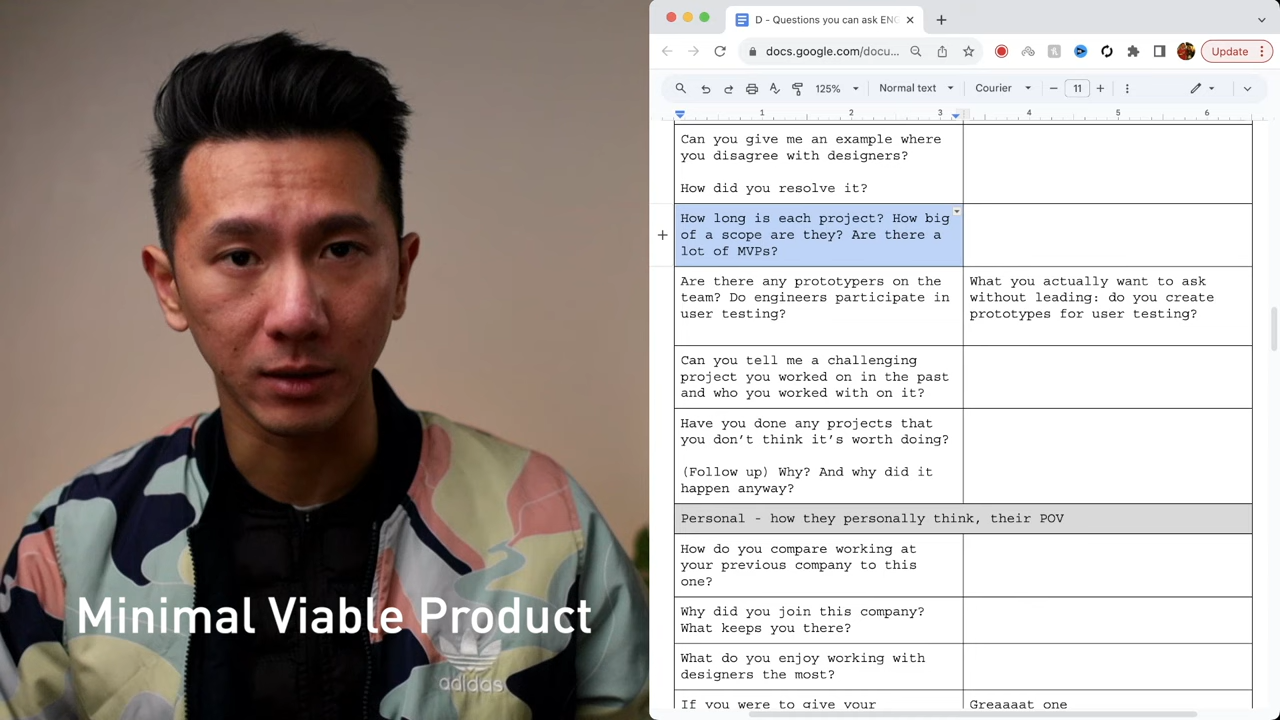 Minimal Viable Product
adidas
D - Questions you can ask ENG
docs.google.com/docu...
Update
125%
Normal text
Courier
11
1 2 3 4 5 6
Can you give me an example where
you disagree with designers?
How did you resolve it?
How long is each project? How big
of a scope are they? Are there a
lot of MVPs?
Are there any prototypers on the
team? Do engineers participate in
user testing?
What you actually want to ask
without leading: do you create
prototypes for user testing?
Can you tell me a challenging
project you worked on in the past
and who you worked with on it?
Have you done any projects that
you don't think it's worth doing?
(Follow up) Why? And why did it
happen anyway?
Personal - how they personally think, their POV
How do you compare working at
your previous company to this
one?
Why did you join this company?
What keeps you there?
What do you enjoy working with
designers the most?
If you were to give your
Greaaaat one